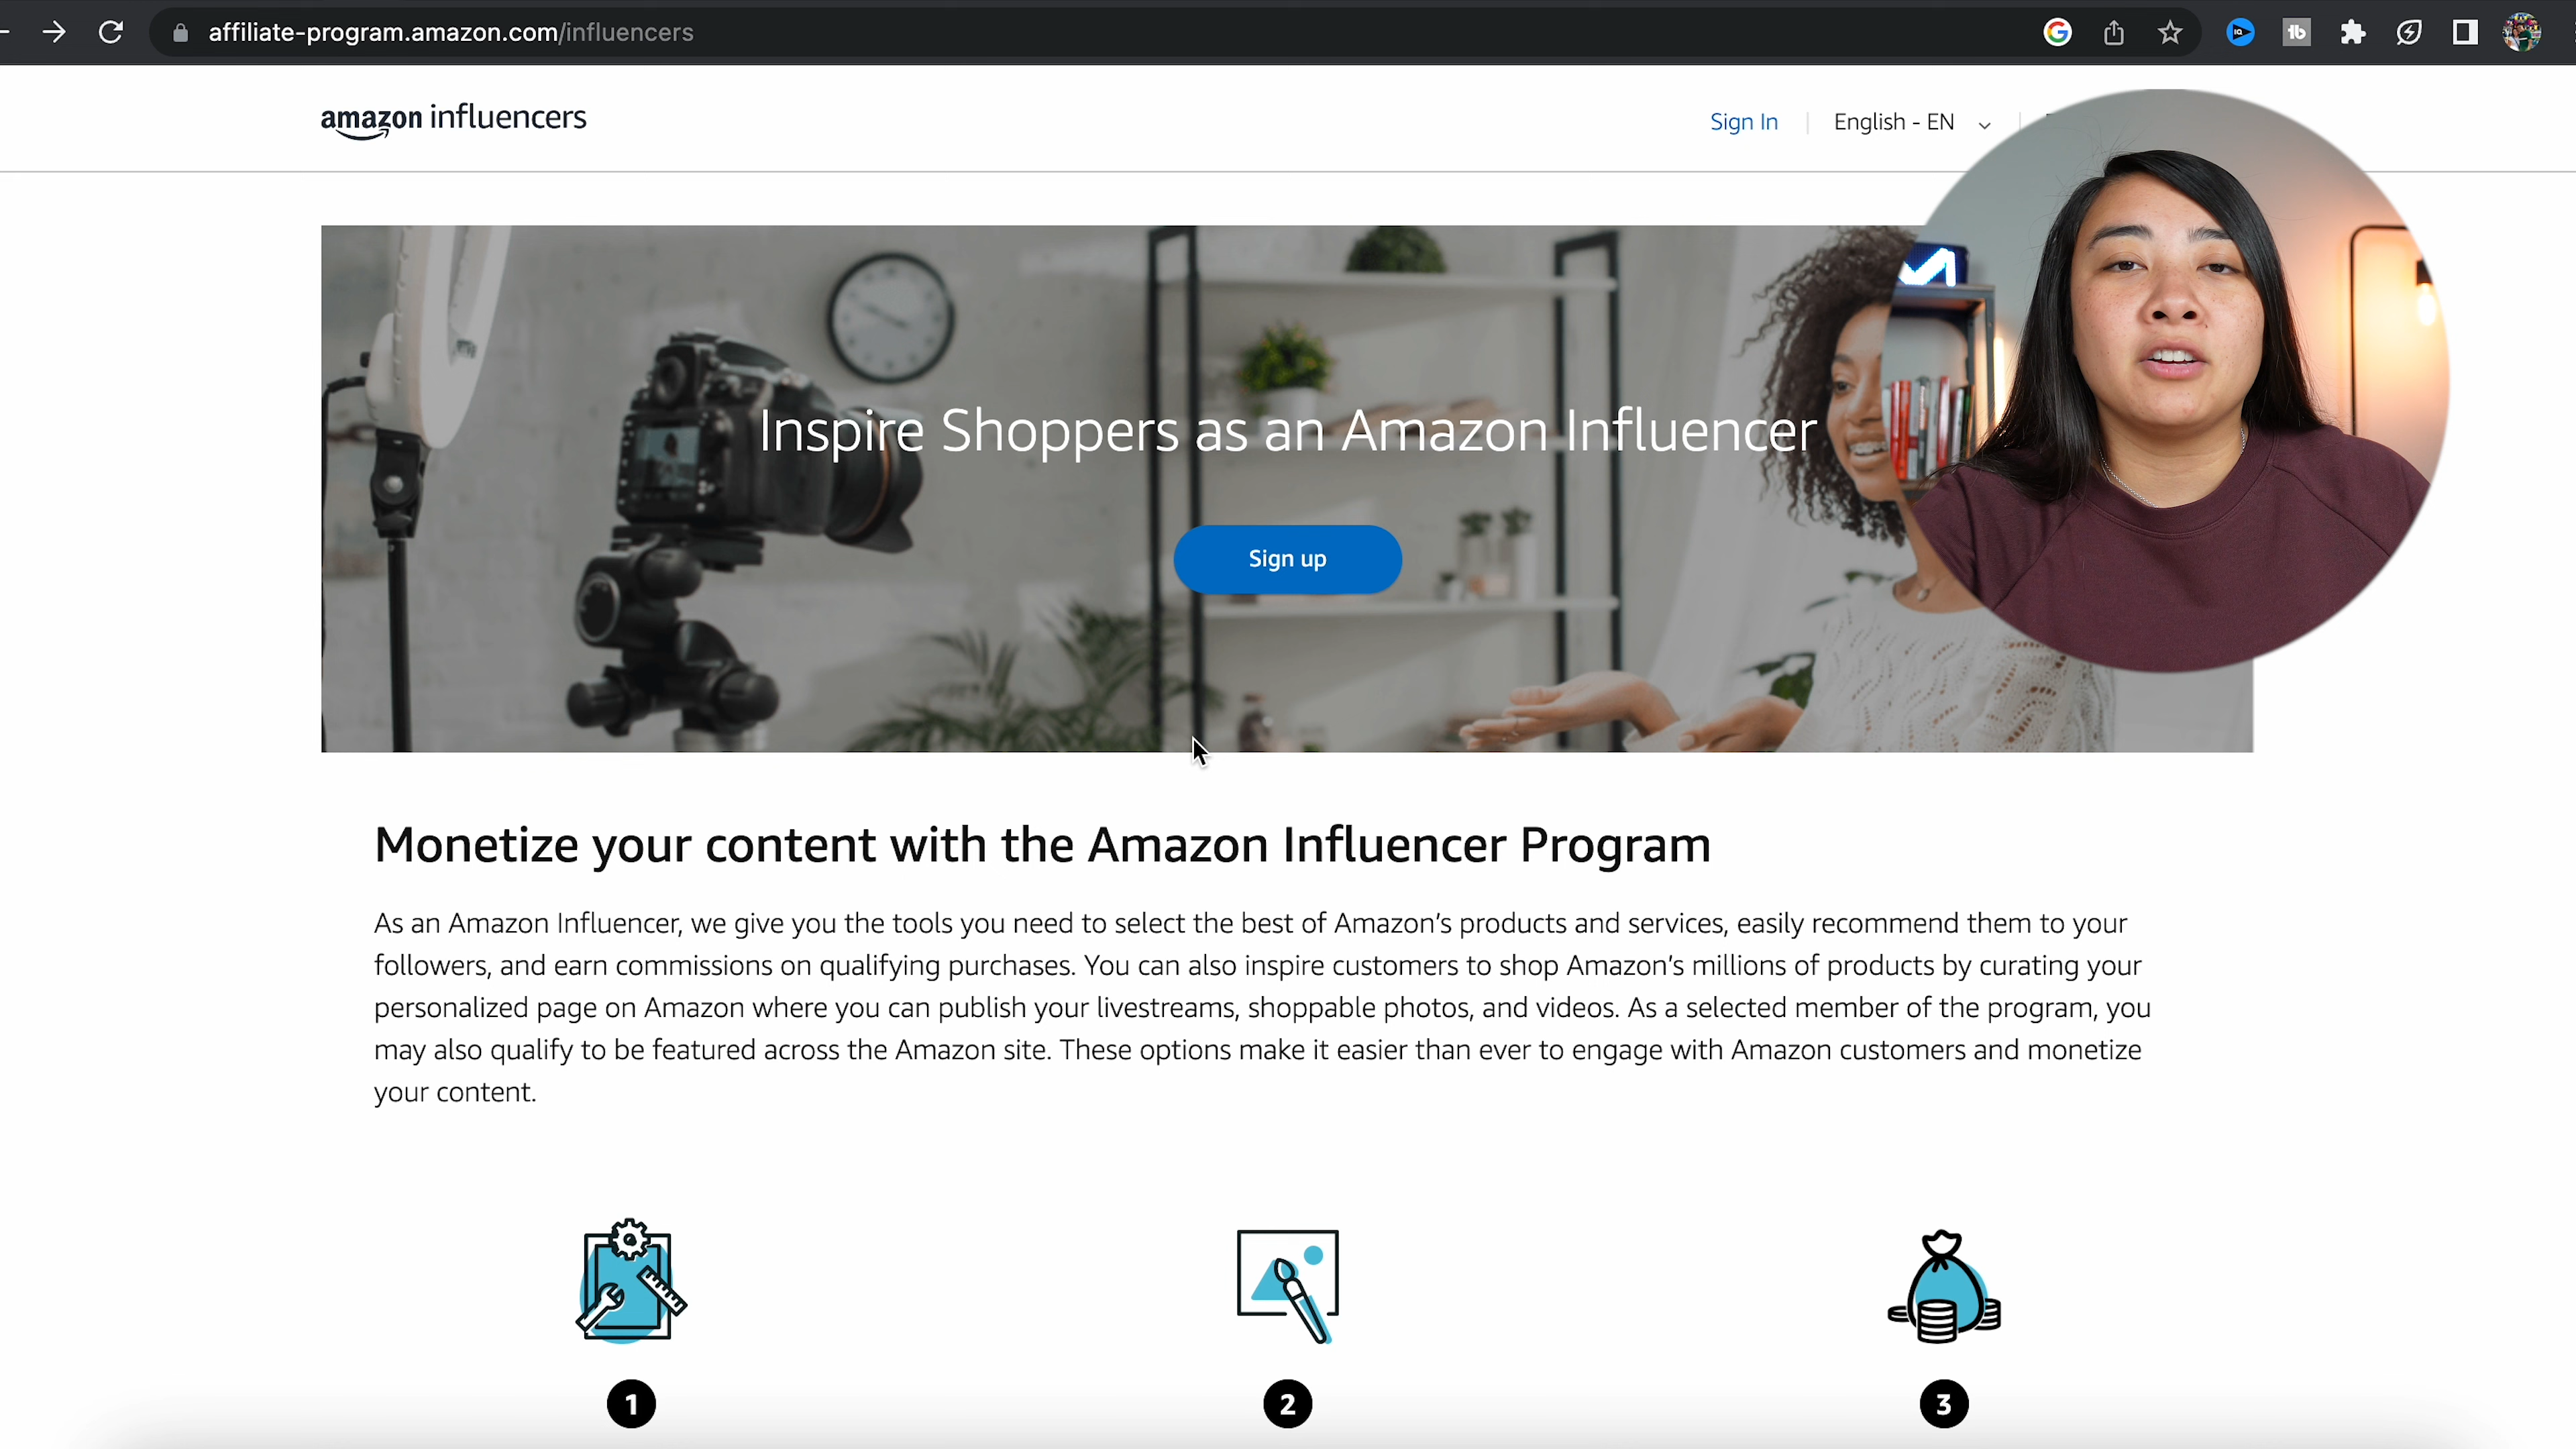 affiliate-program.amazon.com/influencers
amazon influencers
Sign In
English - EN
Inspire Shoppers as an Amazon Influencer
Sign up
Monetize your content with the Amazon Influencer Program
As an Amazon Influencer, we give you the tools you need to select the best of Amazon’s products and services, easily recommend them to your
followers, and earn commissions on qualifying purchases. You can also inspire customers to shop Amazon’s millions of products by curating your
personalized page on Amazon where you can publish your livestreams, shoppable photos, and videos. As a selected member of the program, you
may also qualify to be featured across the Amazon site. These options make it easier than ever to engage with Amazon customers and monetize
your content.
1
2
3